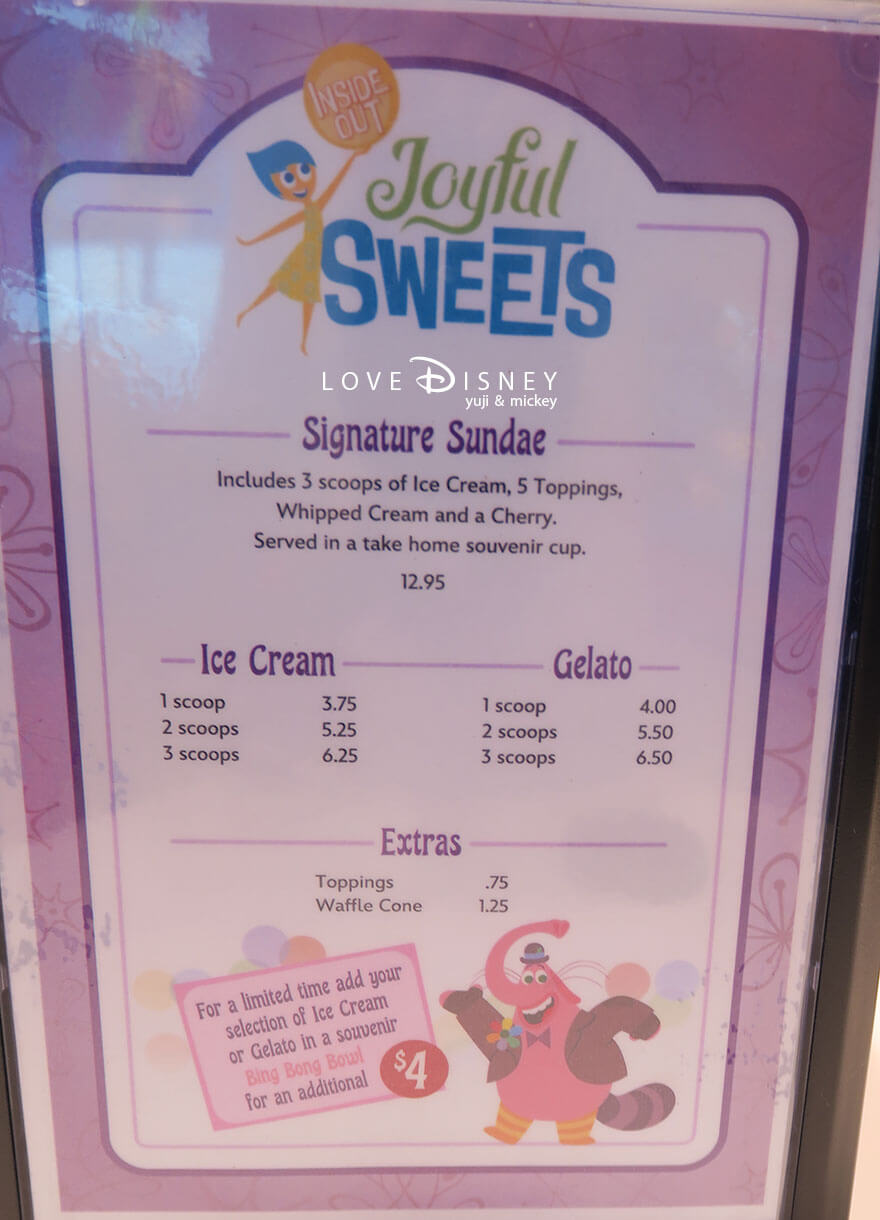 INSIDE
OUT
Joyful
SWEETS
LOVE DISNEY
yuji & mickey
Signature Sundae
Includes 3 scoops of Ice Cream, 5 Toppings,
Whipped Cream and a Cherry.
Served in a take home souvenir cup.
12.95
Ice Cream
1 scoop 3.75
2 scoops 5.25
3 scoops 6.25
Gelato
1 scoop 4.00
2 scoops 5.50
3 scoops 6.50
Extras
Toppings .75
Waffle Cone 1.25
For a limited time add your
selection of Ice Cream
or Gelato in a souvenir
Bing Bong Bowl
for an additional
$4